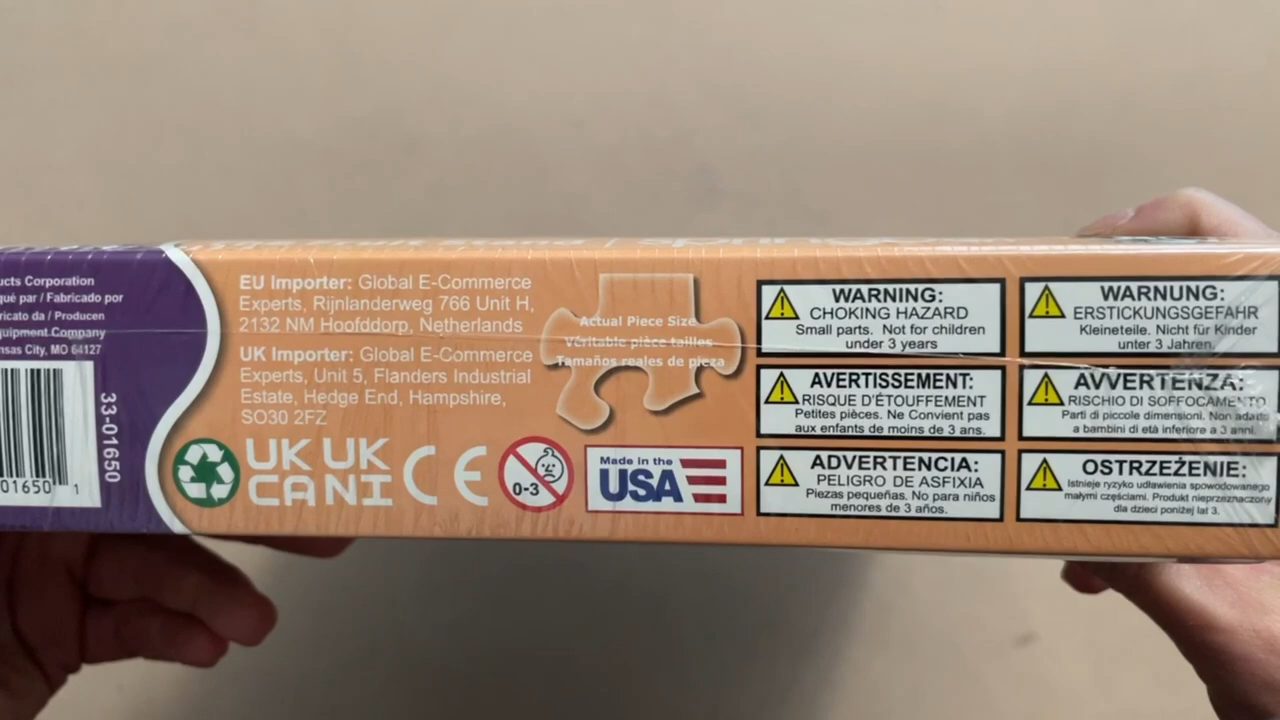 ucts Corporation
qué par / Fabricado por
ricato da / Producen
quipment Company
nsas City, MO 64127
33-01650
01650 1
EU Importer: Global E-Commerce
Experts, Rijnlanderweg 766 Unit H,
2132 NM Hoofddorp, Netherlands
UK Importer: Global E-Commerce
Experts, Unit 5, Flanders Industrial
Estate, Hedge End, Hampshire,
SO30 2FZ
UK UK
CA NI CE
0-3
Made in the
USA
Actual Piece Size
Véritable pièce tailles
Tamaños reales de pieza
WARNING:
CHOKING HAZARD
Small parts. Not for children
under 3 years
AVERTISSEMENT:
RISQUE D'ÉTOUFFEMENT
Petites pièces. Ne Convient pas
aux enfants de moins de 3 ans.
ADVERTENCIA:
PELIGRO DE ASFIXIA
Piezas pequeñas. No para niños
menores de 3 años.
WARNUNG:
ERSTICKUNGSGEFAHR
Kleineteile. Nicht für Kinder
unter 3 Jahren.
AVVERTENZA:
RISCHIO DI SOFFOCAMENTO
Parti di piccole dimensioni. Non adatto
a bambini di età inferiore a 3 anni.
OSTRZEŻENIE:
Istnieje ryzyko udławienia spowodowanego
małymi częściami. Produkt nieprzeznaczony
dla dzieci poniżej lat 3.